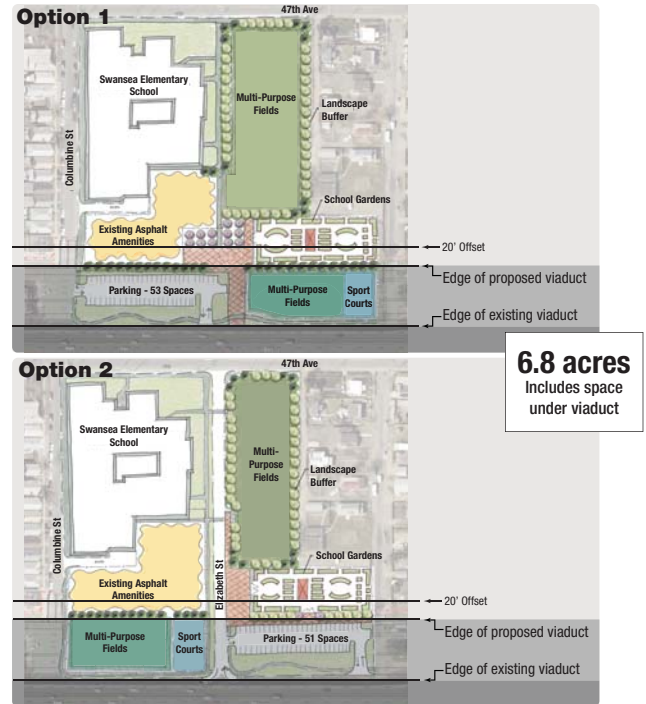 Option 1
47th Ave
Swansea Elementary
School
Multi-Purpose
Fields
Landscape
Buffer
Columbine St
School Gardens
Existing Asphalt
Amenities
20' Offset
Edge of proposed viaduct
Parking - 53 Spaces
Multi-Purpose
Fields
Sport
Courts
Edge of existing viaduct
6.8 acres
Includes space
under viaduct
Option 2
47th Ave
Swansea Elementary
School
Multi-
Purpose
Fields
Landscape
Buffer
Columbine St
Elizabeth St
School Gardens
Existing Asphalt
Amenities
20' Offset
Edge of proposed viaduct
Multi-Purpose
Fields
Sport
Courts
Parking - 51 Spaces
Edge of existing viaduct